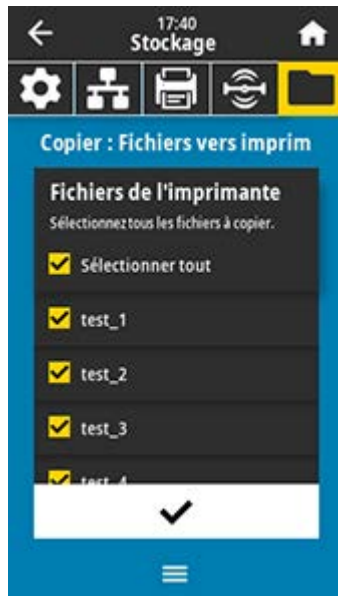 17:40
Stockage
Copier : Fichiers vers imprim
Fichiers de l'imprimante
Sélectionnez tous les fichiers à copier.
Sélectionner tout
test_1
test_2
test_3
test_4